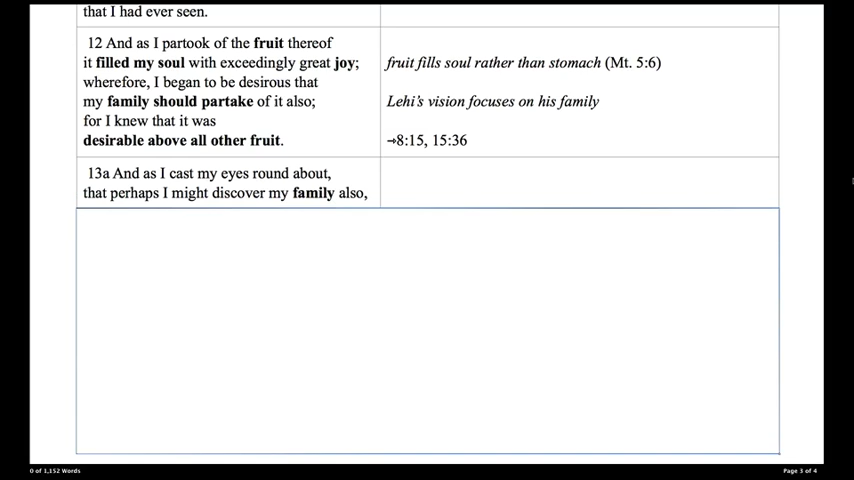 that I had ever seen.
12 And as I partook of the fruit thereof
it filled my soul with exceedingly great joy;
wherefore, I began to be desirous that
my family should partake of it also;
for I knew that it was
desirable above all other fruit.
fruit fills soul rather than stomach (Mt. 5:6)
Lehi's vision focuses on his family
→8:15, 15:36
13a And as I cast my eyes round about,
that perhaps I might discover my family also,
0 of 1,152 Words
Page 3 of 4